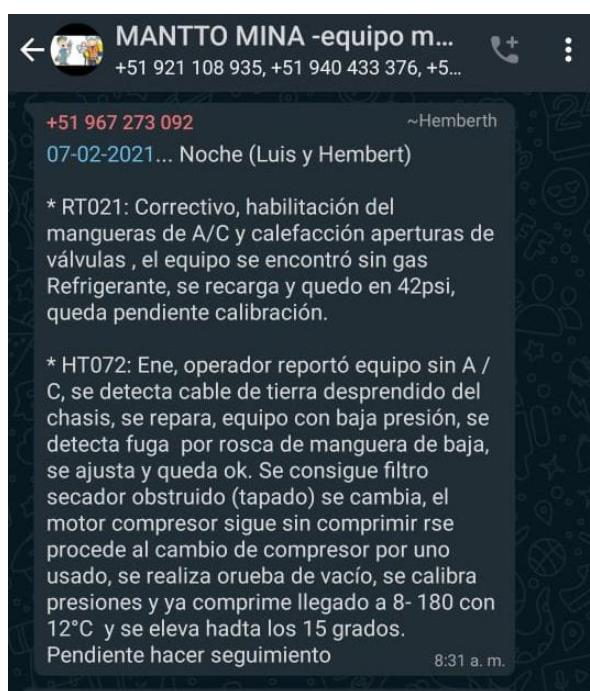 MANTTO MINA -equipo m...
+51 921 108 935, +51 940 433 376, +5...
+51 967 273 092
~Hemberth
07-02-2021... Noche (Luis y Hembert)
* RT021: Correctivo, habilitación del
mangueras de A/C y calefacción aperturas de
válvulas , el equipo se encontró sin gas
Refrigerante, se recarga y quedo en 42psi,
queda pendiente calibración.
* HT072: Ene, operador reportó equipo sin A /
C, se detecta cable de tierra desprendido del
chasis, se repara, equipo con baja presión, se
detecta fuga  por rosca de manguera de baja,
se ajusta y queda ok. Se consigue filtro
secador obstruido (tapado) se cambia, el
motor compresor sigue sin comprimir rse
procede al cambio de compresor por uno
usado, se realiza orueba de vacío, se calibra
presiones y ya comprime llegado a 8- 180 con
12°C  y se eleva hadta los 15 grados.
Pendiente hacer seguimiento
8:31 a. m.